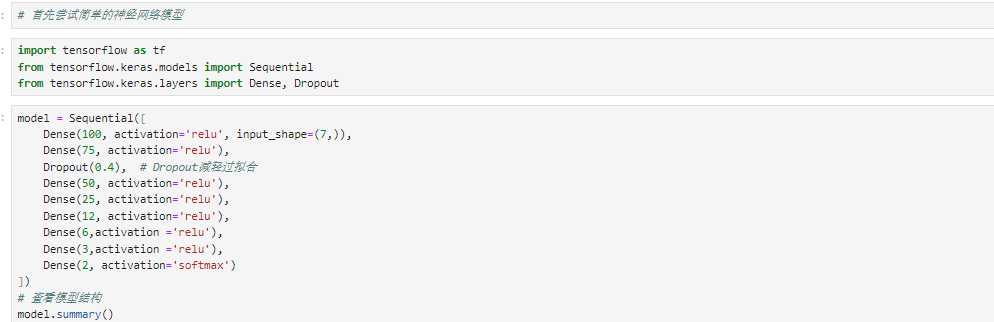 # 首先尝试简单的神经网络模型
import tensorflow as tf
from tensorflow.keras.models import Sequential
from tensorflow.keras.layers import Dense, Dropout
model = Sequential([
    Dense(100, activation='relu', input_shape=(7,)),
    Dense(75, activation='relu'),
    Dropout(0.4),  # Dropout减轻过拟合
    Dense(50, activation='relu'),
    Dense(25, activation='relu'),
    Dense(12, activation='relu'),
    Dense(6,activation ='relu'),
    Dense(3,activation ='relu'),
    Dense(2, activation='softmax')
])
# 查看模型结构
model.summary()